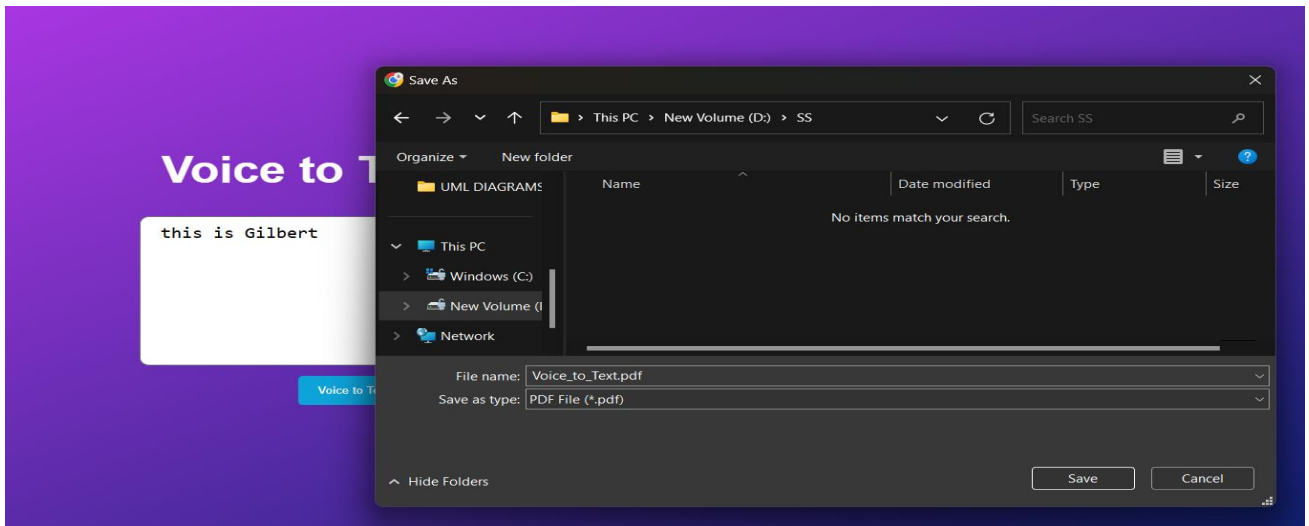 Save As
This PC > New Volume (D:) > SS
Search SS
Organize
New folder
Voice to T
UML DIAGRAMS
Name
Date modified
Type
Size
No items match your search.
this is Gilbert
This PC
Windows (C:)
New Volume (
Network
File name: Voice_to_Text.pdf
Voice to Te
Save as type: PDF File (*.pdf)
Hide Folders
Save
Cancel